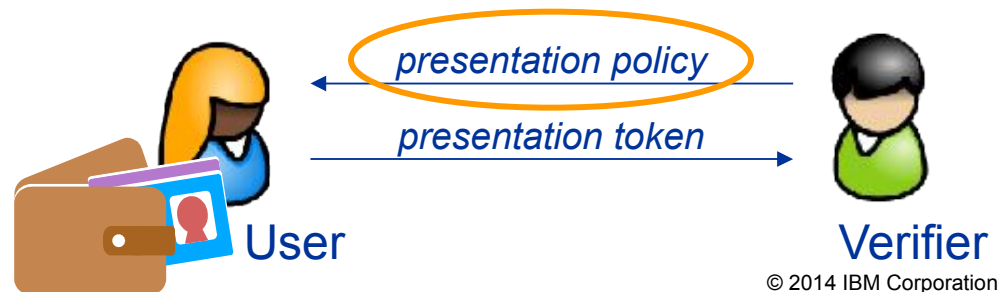 presentation policy
presentation token
User
Verifier
© 2014 IBM Corporation